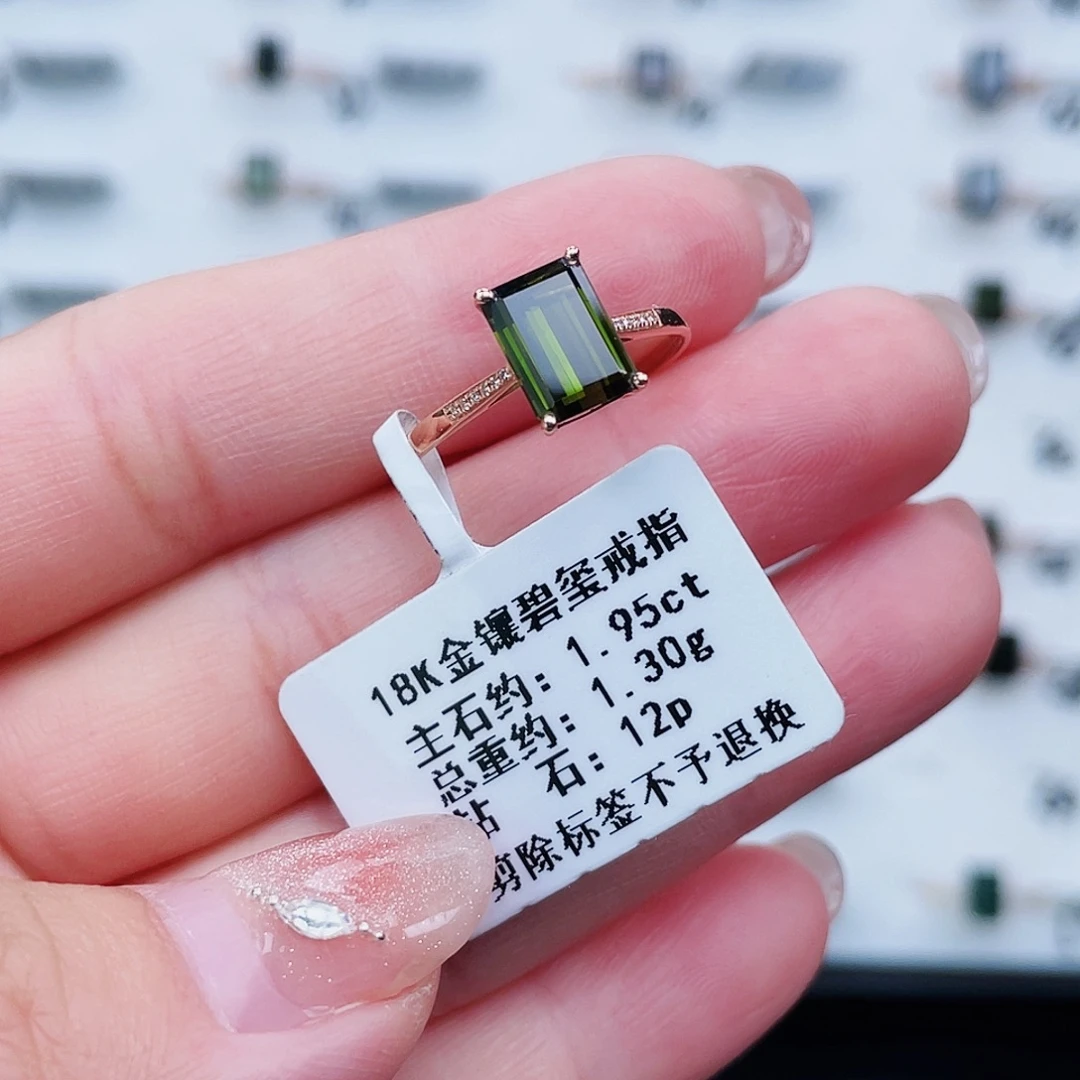 18K金镶碧玺戒指
主石约: 1.95ct
总重约: 1.30g
钻 石: 12p
剪除标签不予退换